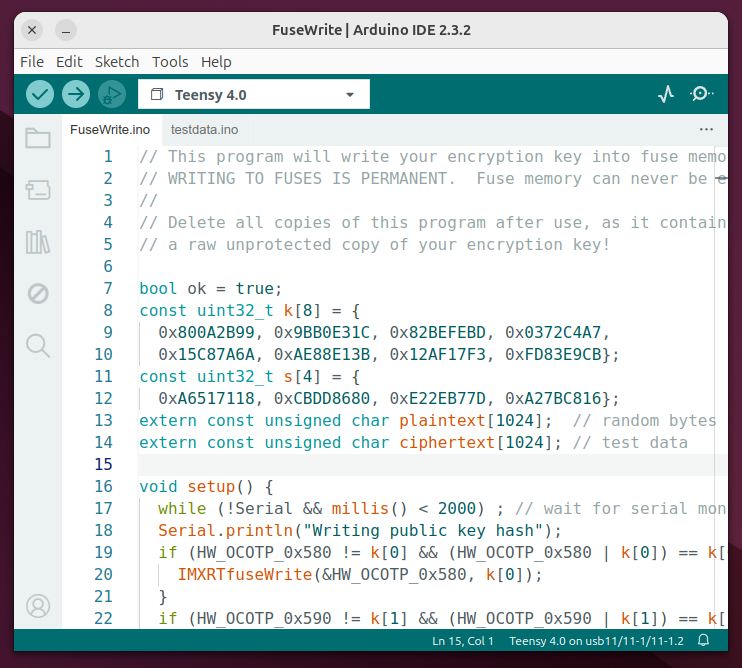 FuseWrite | Arduino IDE 2.3.2
File Edit Sketch Tools Help
Teensy 4.0
FuseWrite.ino testdata.ino
1 // This program will write your encryption key into fuse memo
2 // WRITING TO FUSES IS PERMANENT.  Fuse memory can never be e
3 //
4 // Delete all copies of this program after use, as it contain
5 // a raw unprotected copy of your encryption key!
6
7 bool ok = true;
8 const uint32_t k[8] = {
9   0x800A2B99, 0x9BB0E31C, 0x82BEFEBD, 0x0372C4A7,
10   0x15C87A6A, 0xAE88E13B, 0x12AF17F3, 0xFD83E9CB};
11 const uint32_t s[4] = {
12   0xA6517118, 0xCBDD8680, 0xE22EB77D, 0xA27BC816};
13 extern const unsigned char plaintext[1024];  // random bytes
14 extern const unsigned char ciphertext[1024]; // test data
15
16 void setup() {
17   while (!Serial && millis() < 2000) ; // wait for serial mon
18   Serial.println("Writing public key hash");
19   if (HW_OCOTP_0x580 != k[0] && (HW_OCOTP_0x580 | k[0]) == k[
20     IMXRTfuseWrite(&HW_OCOTP_0x580, k[0]);
21   }
22   if (HW_OCOTP_0x590 != k[1] && (HW_OCOTP_0x590 | k[1]) == k[
Ln 15, Col 1 Teensy 4.0 on usb11/11-1/11-1.2